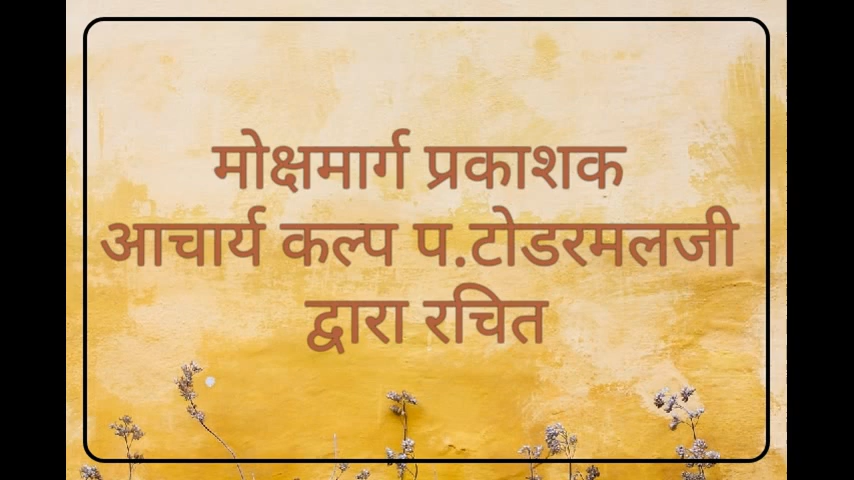 मोक्षमार्ग प्रकाशक
आचार्य कल्प प.टोडरमलजी
द्वारा रचित